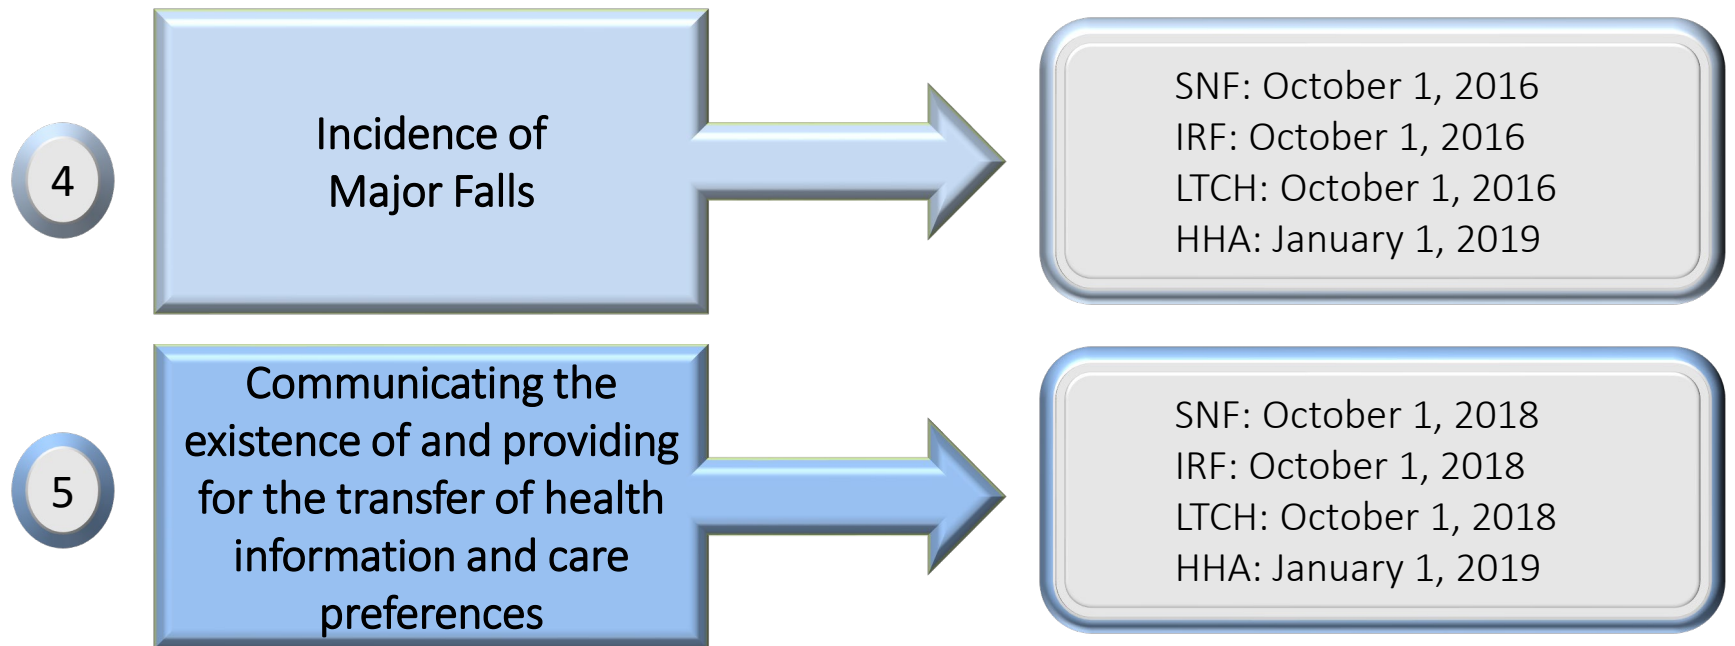 4
Incidence of
Major Falls
SNF: October 1, 2016
IRF: October 1, 2016
LTCH: October 1, 2016
HHA: January 1, 2019
5
Communicating the
existence of and providing
for the transfer of health
information and care
preferences
SNF: October 1, 2018
IRF: October 1, 2018
LTCH: October 1, 2018
HHA: January 1, 2019